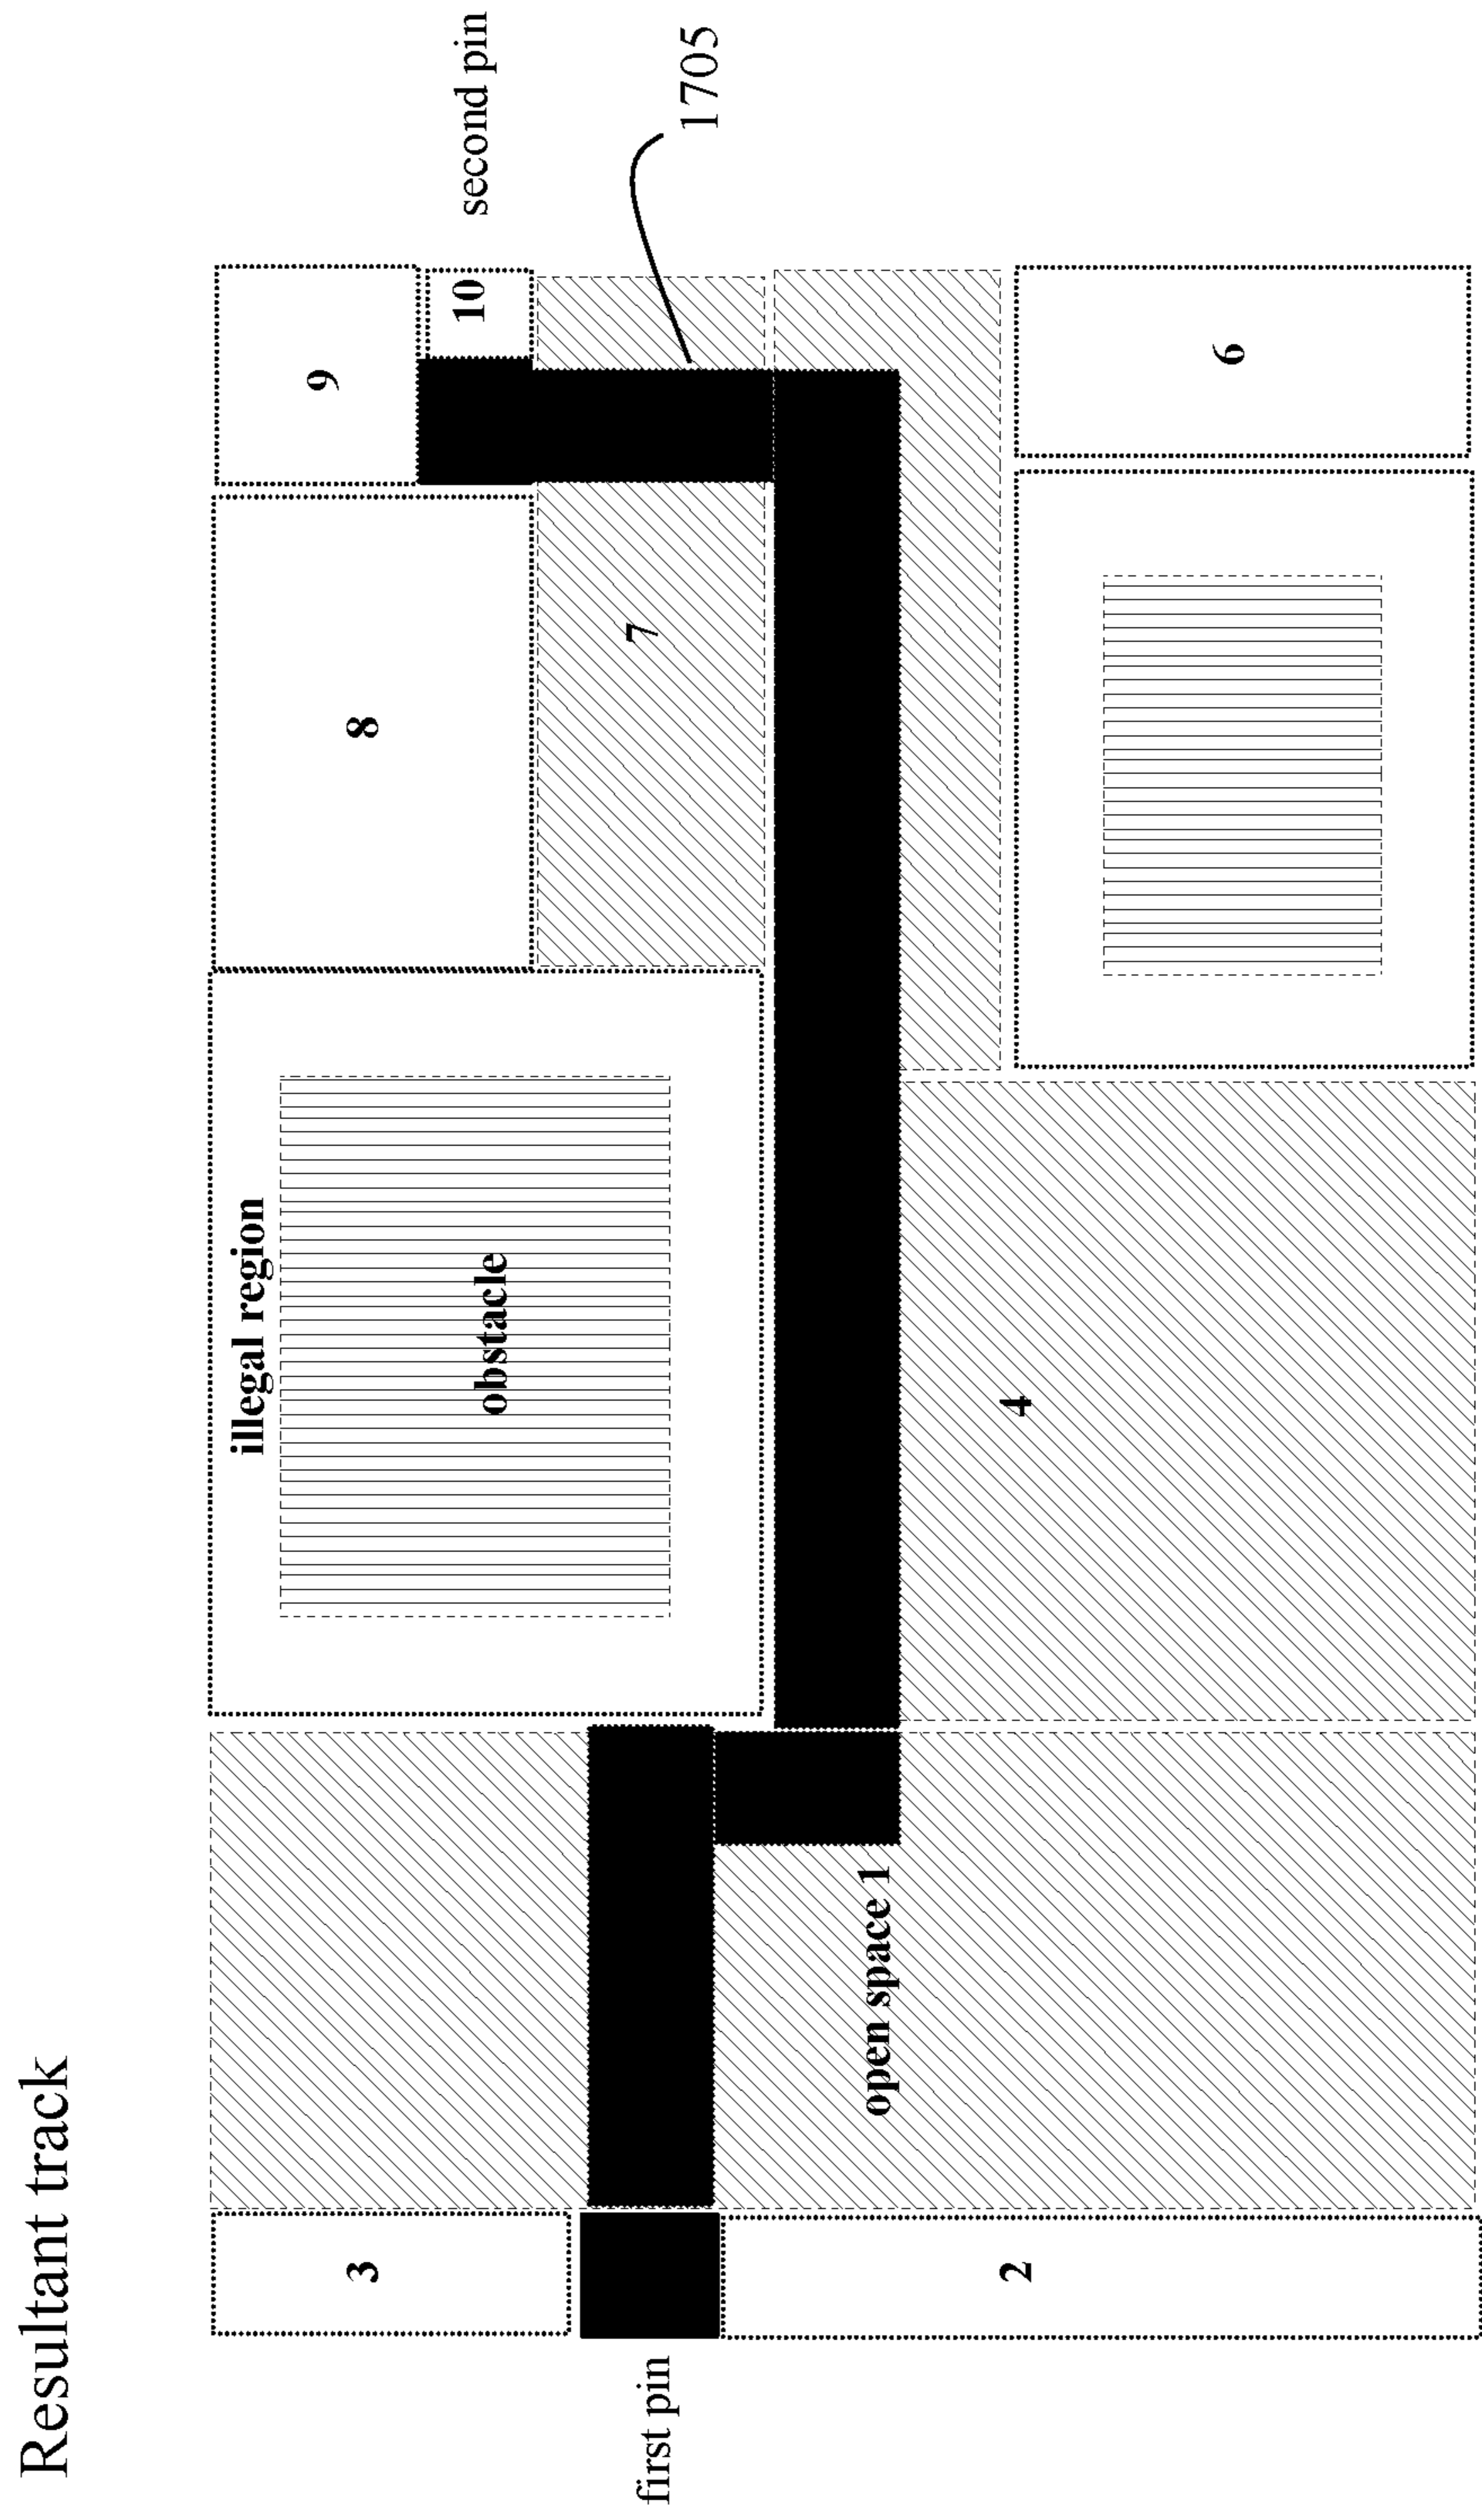 Resultant track
illegal region
9
3
8
10
second pin
obstacle
7
first pin
1705
open space 1
2
4
6